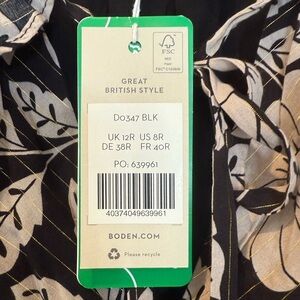 FSC
GREAT
BRITISH STYLE
D0347 BLK
UK 12R US 8R
DE 38R FR 40R
PO: 639961
40374049639961
BODEN.COM
Please recycle